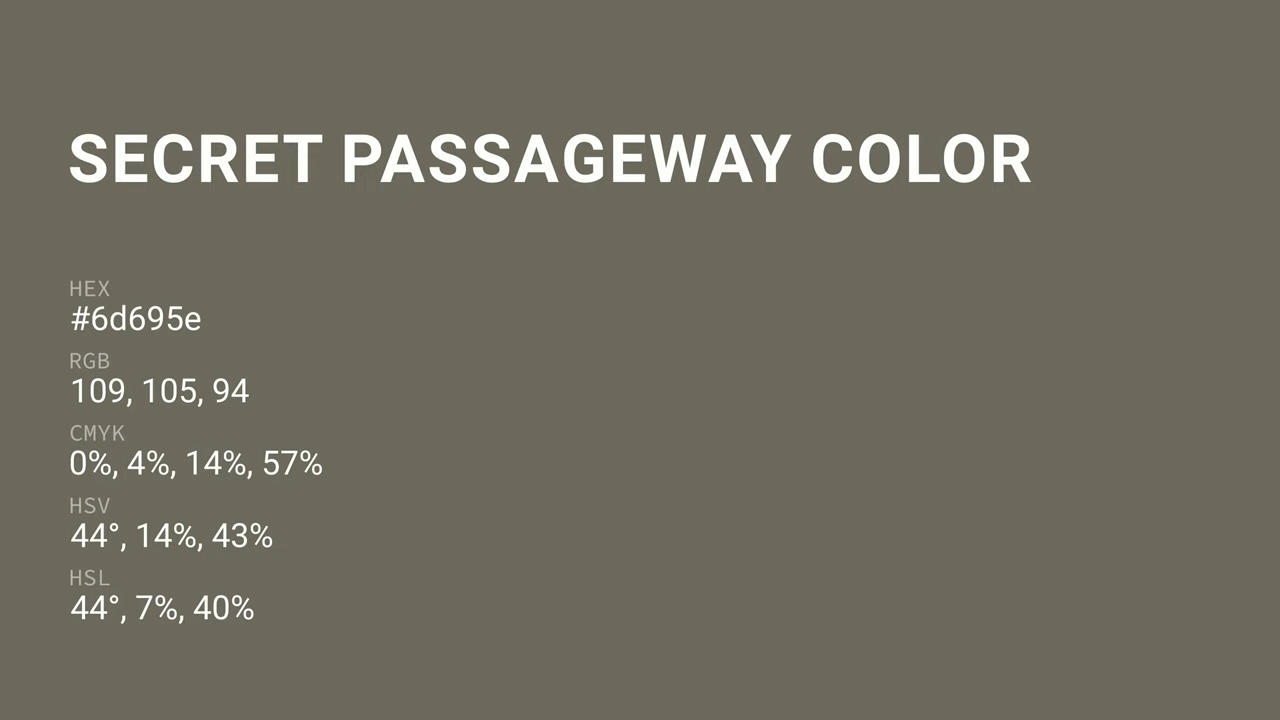 SECRET PASSAGEWAY COLOR
HEX
#6d695e
RGB
109, 105, 94
CMYK
0%, 4%, 14%, 57%
HSV
44°, 14%, 43%
HSL
44°, 7%, 40%